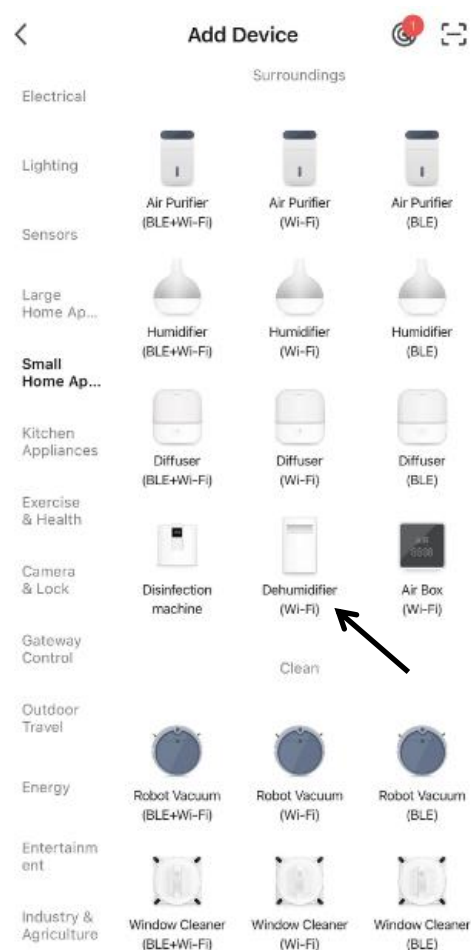 Add Device
1
Surroundings
Electrical
Lighting
Sensors
Large
Home Ap...
Small
Home Ap...
Kitchen
Appliances
Exercise
& Health
Camera
& Lock
Gateway
Control
Outdoor
Travel
Energy
Entertainm
ent
Industry &
Agriculture
Air Purifier
(BLE+Wi-Fi)
Air Purifier
(Wi-Fi)
Air Purifier
(BLE)
Humidifier
(BLE+Wi-Fi)
Humidifier
(Wi-Fi)
Humidifier
(BLE)
Diffuser
(BLE+Wi-Fi)
Diffuser
(Wi-Fi)
Diffuser
(BLE)
Disinfection
machine
Dehumidifier
(Wi-Fi)
Air Box
(Wi-Fi)
Clean
Robot Vacuum
(BLE+Wi-Fi)
Robot Vacuum
(Wi-Fi)
Robot Vacuum
(BLE)
Window Cleaner
(BLE+Wi-Fi)
Window Cleaner
(Wi-Fi)
Window Cleaner
(BLE)